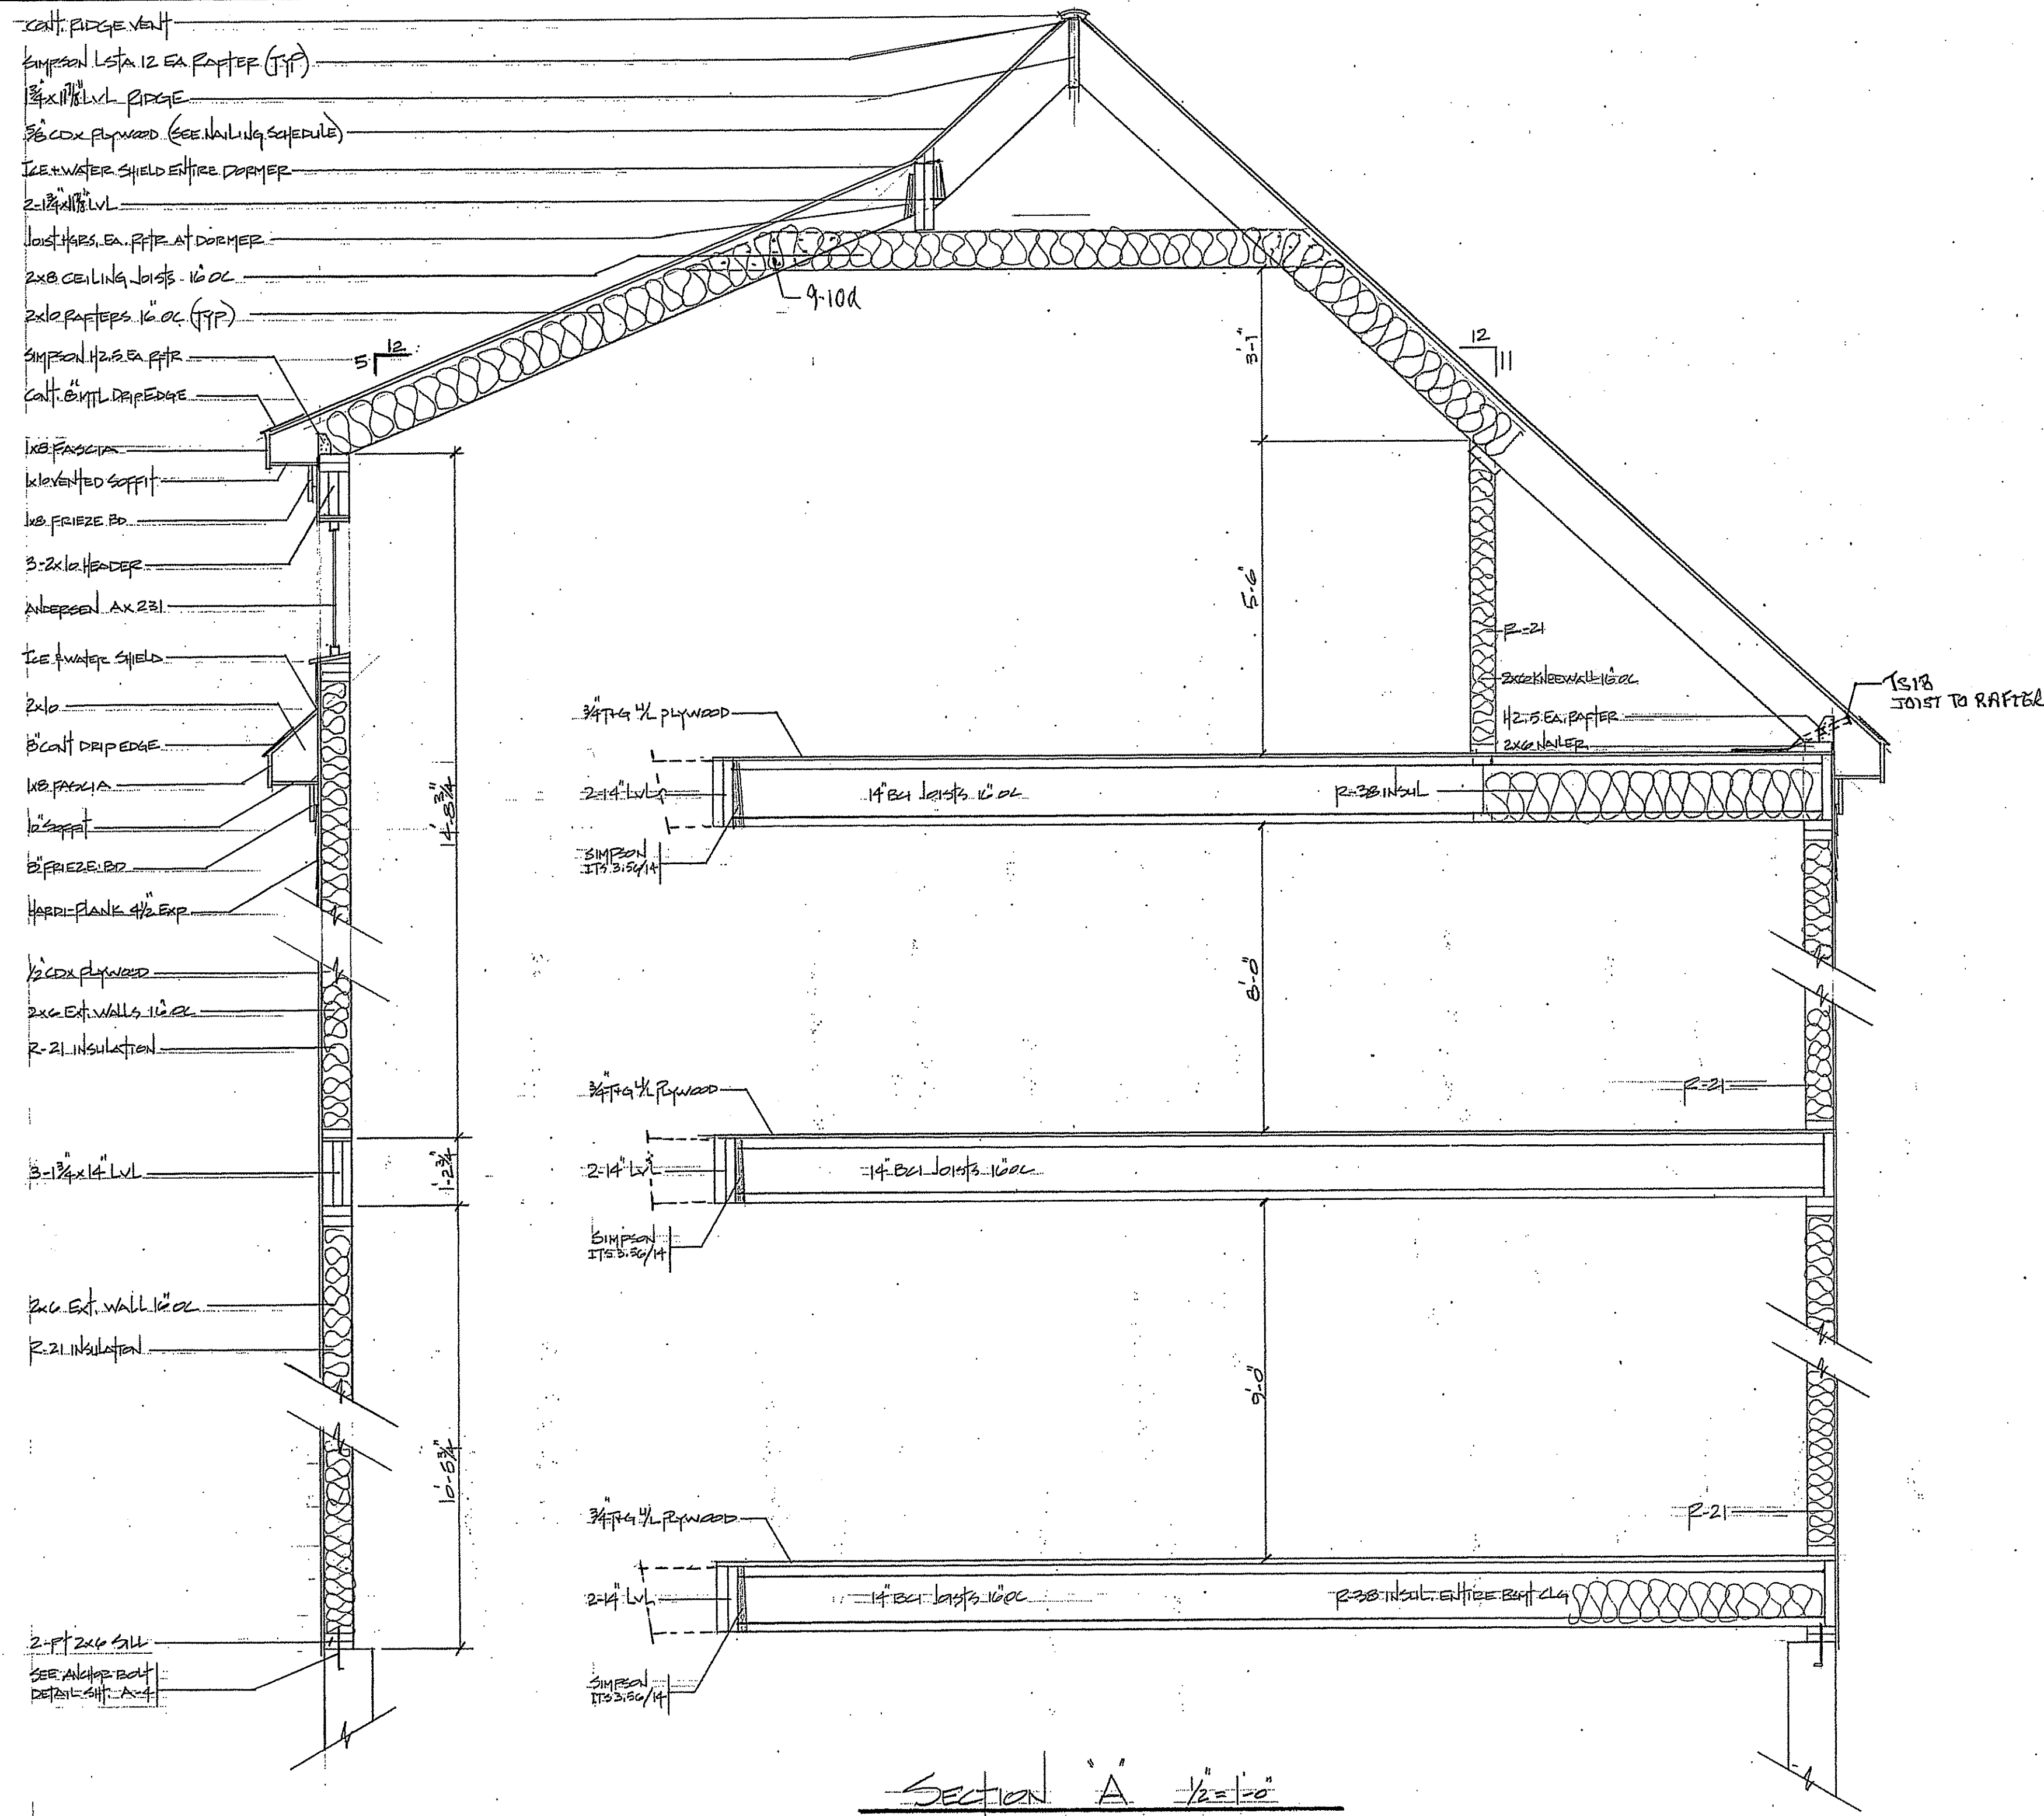 CONT. RIDGE VENT
SIMPSON LSTA 12 EA RAFTER (TYP)
1 3/4"x11 7/8" LVL RIDGE
5/8" CDX PLYWOOD (SEE NAILING SCHEDULE)
ICE + WATER SHIELD ENTIRE DORMER
2-1 3/4"x11 7/8" LVL
JOIST HGRS. EA. RFTR AT DORMER
2x8 CEILING JOISTS 16" OC
2x10 RAFTERS 16" OC (TYP)
SIMPSON H2.5 EA RFTR
CONT. 8" MTL DRIP EDGE
1x8 FASCIA
1x10 VENTED SOFFIT
1x8 FRIEZE BD
3-2x10 HEADER
ANDERSEN AX 231
ICE & WATER SHIELD
2x10
8" CONT DRIP EDGE
1x8 FASCIA
10" SOFFIT
8" FRIEZE BD
HARDI-PLANK 4 1/2" EXP
1/2" CDX PLYWOOD
2x6 EXT. WALLS 16" OC
R-21 INSULATION
3-1 3/4"x14" LVL
2x6 EXT. WALL 16" OC
R-21 INSULATION
2-PT 2x6 SILL
SEE ANCHOR BOLT
DETAIL SHT. A-4
5 12
9-10d
12 11
3'-1"
5'-6"
R-21
2x6 KNEEWALL 16" OC
H2.5 EA. RAFTER
2x6 NAILER
TS18
JOIST TO RAFTER
3/4" T+G U/L PLYWOOD
2-14" LVL
14" BCI JOISTS 16" OC
R-38 INSUL
SIMPSON
ITS 3.56/14
14'-8 3/4"
8'-0"
R-21
3/4" T+G U/L PLYWOOD
2-14" LVL
14" BCI JOISTS 16" OC
1'-2 3/4"
SIMPSON
ITS 3.56/14
9'-0"
10'-5 3/4"
R-21
3/4" T+G U/L PLYWOOD
2-14" LVL
14" BCI JOISTS 16" OC
R-38 INSUL. ENTIRE BSMT CLG
SIMPSON
ITS 3.56/14
SECTION "A" 1/2" = 1'-0"